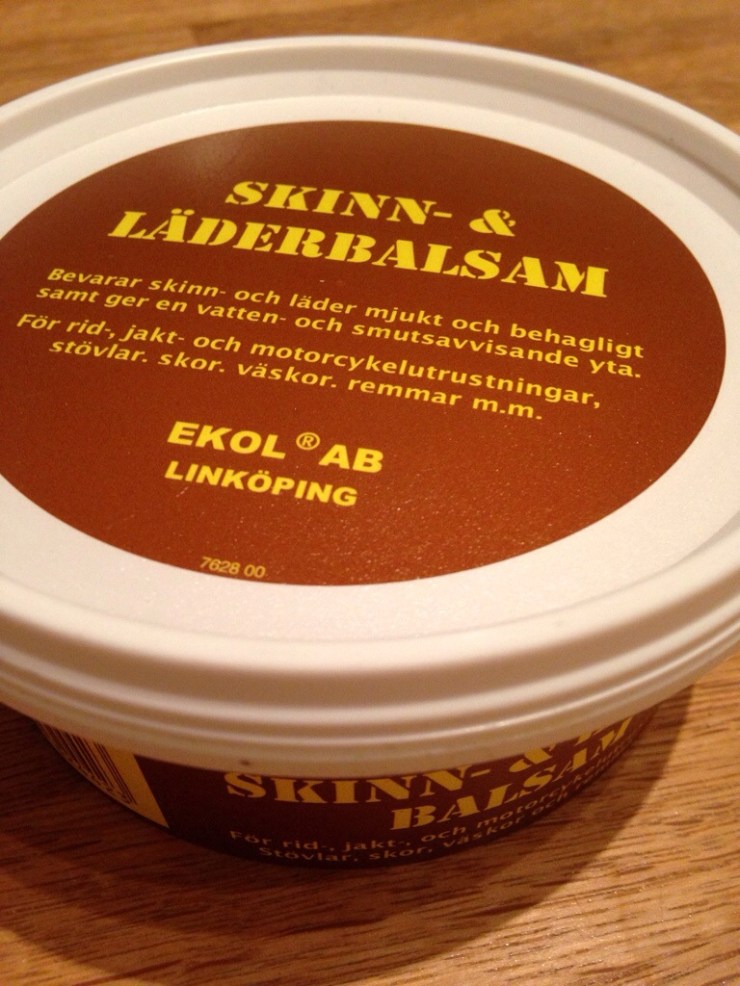 SKINN- &
LÄDERBALSAM
Bevarar skinn- och läder mjukt och behagligt
samt ger en vatten- och smutsavvisande yta.
För rid-, jakt- och motorcykelutrustningar,
stövlar. skor. väskor. remmar m.m.
EKOL ® AB
LINKÖPING
7628 00
SKINN- &
BALSAM
För rid-, jakt-, och
Stövlar, skor, väskor och